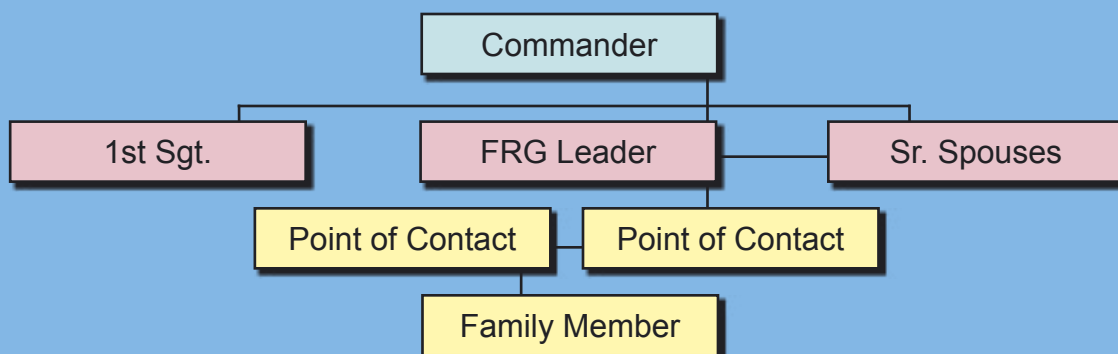 Commander
1st Sgt.
FRG Leader
Sr. Spouses
Point of Contact
Point of Contact
Family Member